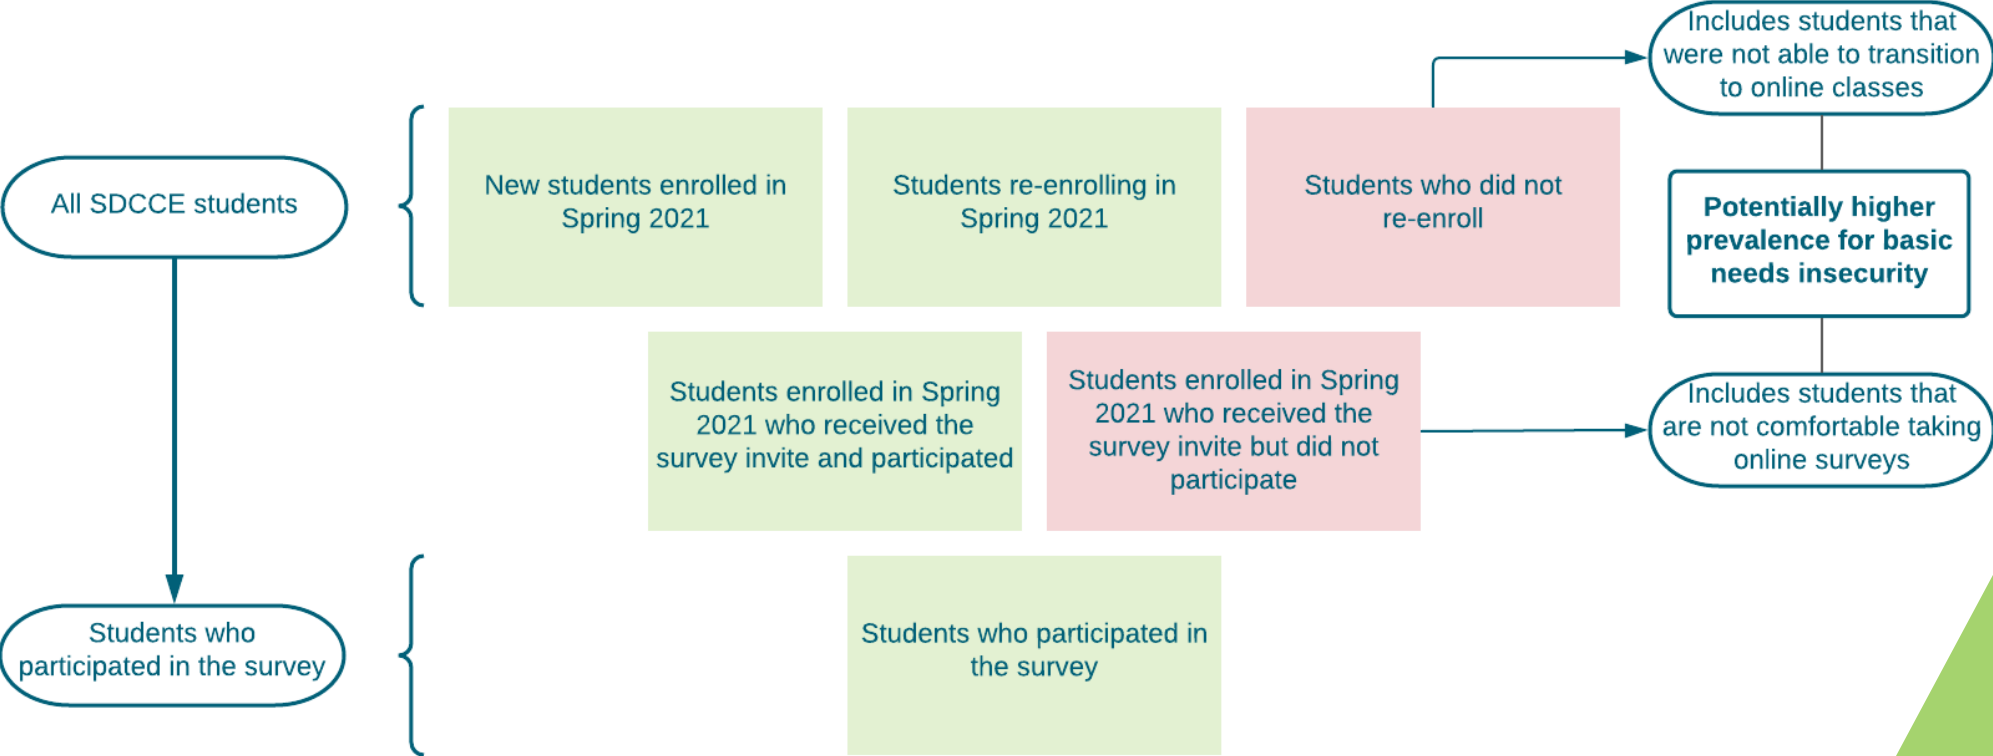 All SDCCE students
New students enrolled in
Spring 2021
Students re-enrolling in
Spring 2021
Students who did not
re-enroll
Includes students that
were not able to transition
to online classes
Potentially higher
prevalence for basic
needs insecurity
Students enrolled in Spring
2021 who received the
survey invite and participated
Students enrolled in Spring
2021 who received the
survey invite but did not
participate
Includes students that
are not comfortable taking
online surveys
Students who
participated in the survey
Students who participated in
the survey